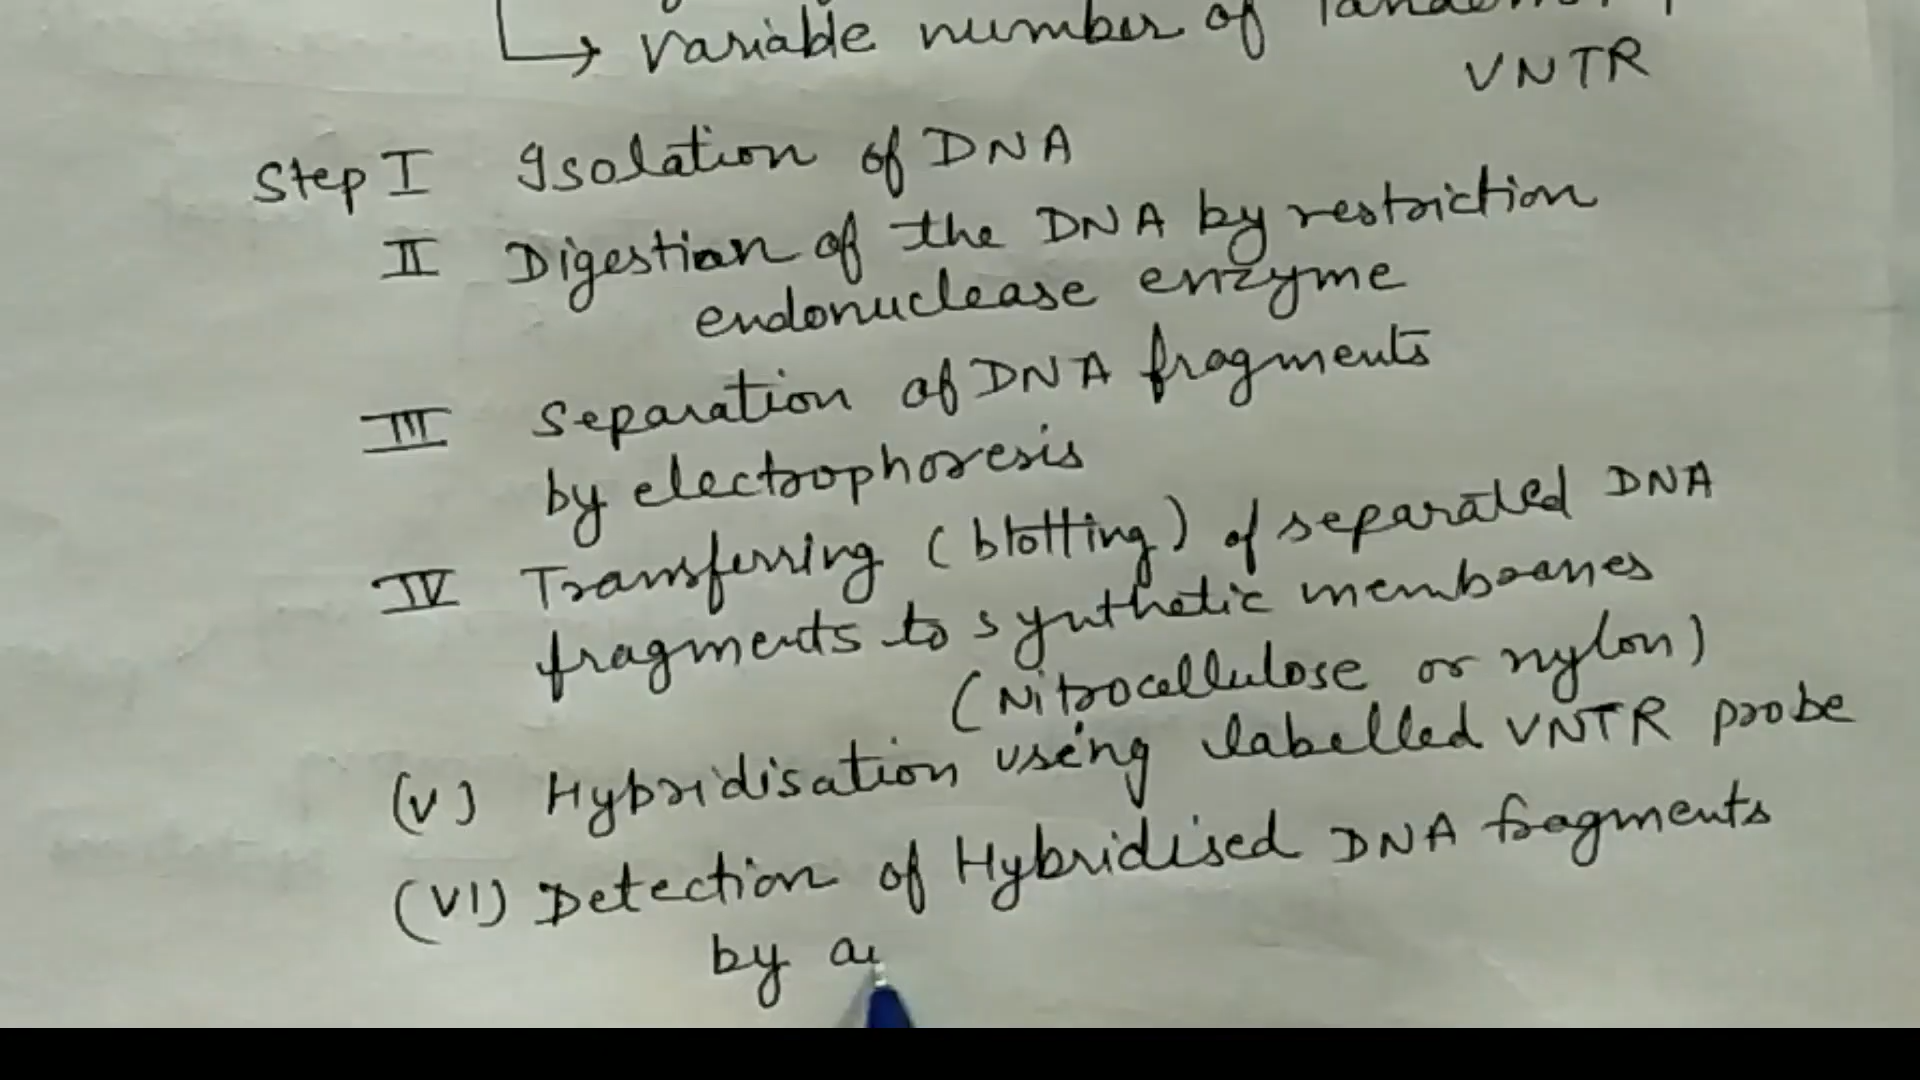 variable number of
VNTR
Step I Isolation of DNA
II Digestion of the DNA by restriction
endonuclease enzyme
III Separation of DNA fragments
by electrophoresis
IV Transferring (blotting) of separated DNA
fragments to synthetic membranes
(Nitrocellulose or nylon)
(V) Hybridisation using labelled VNTR probe
(VI) Detection of Hybridised DNA fragments
by